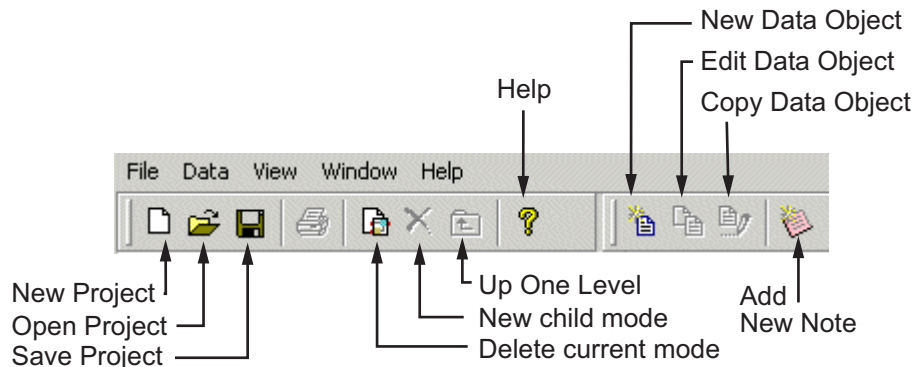 New Data Object
Edit Data Object
Help
Copy Data Object
File Data View Window Help
New Project
Open Project
Save Project
Up One Level
New child mode
Delete current mode
Add
New Note